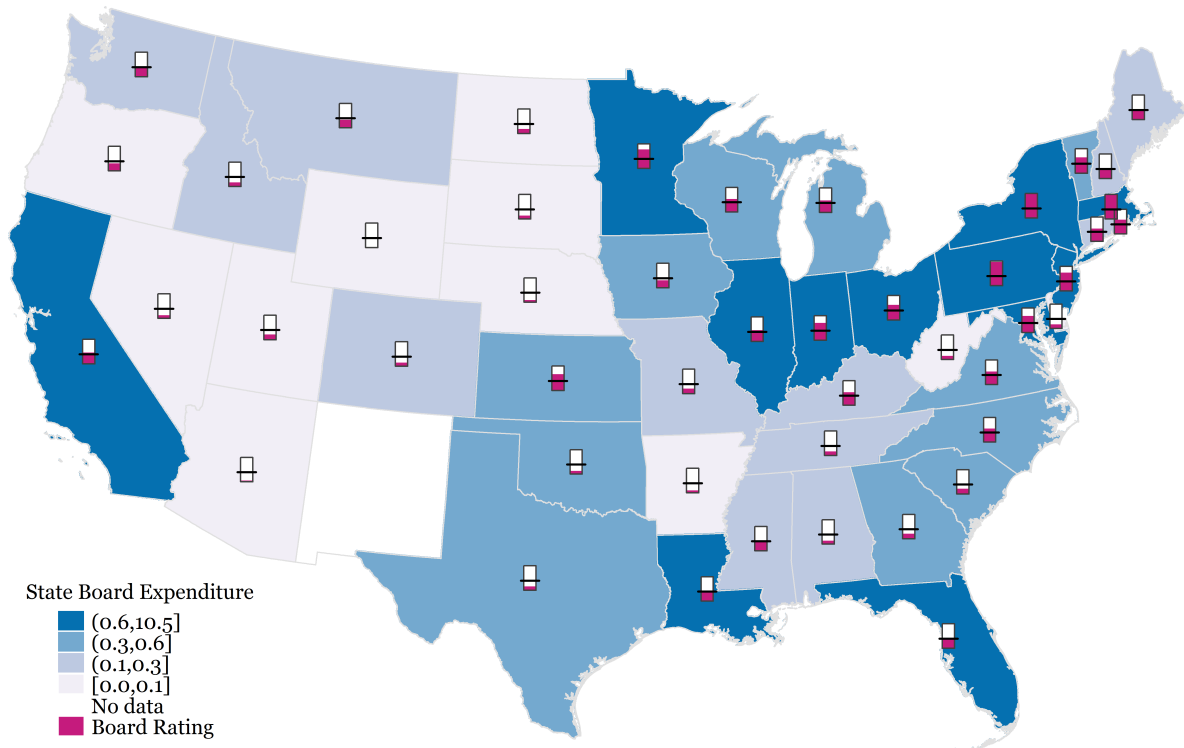 State Board Expenditure
(0.6,10.5]
(0.3,0.6]
(0.1,0.3]
[0.0,0.1]
No data
Board Rating